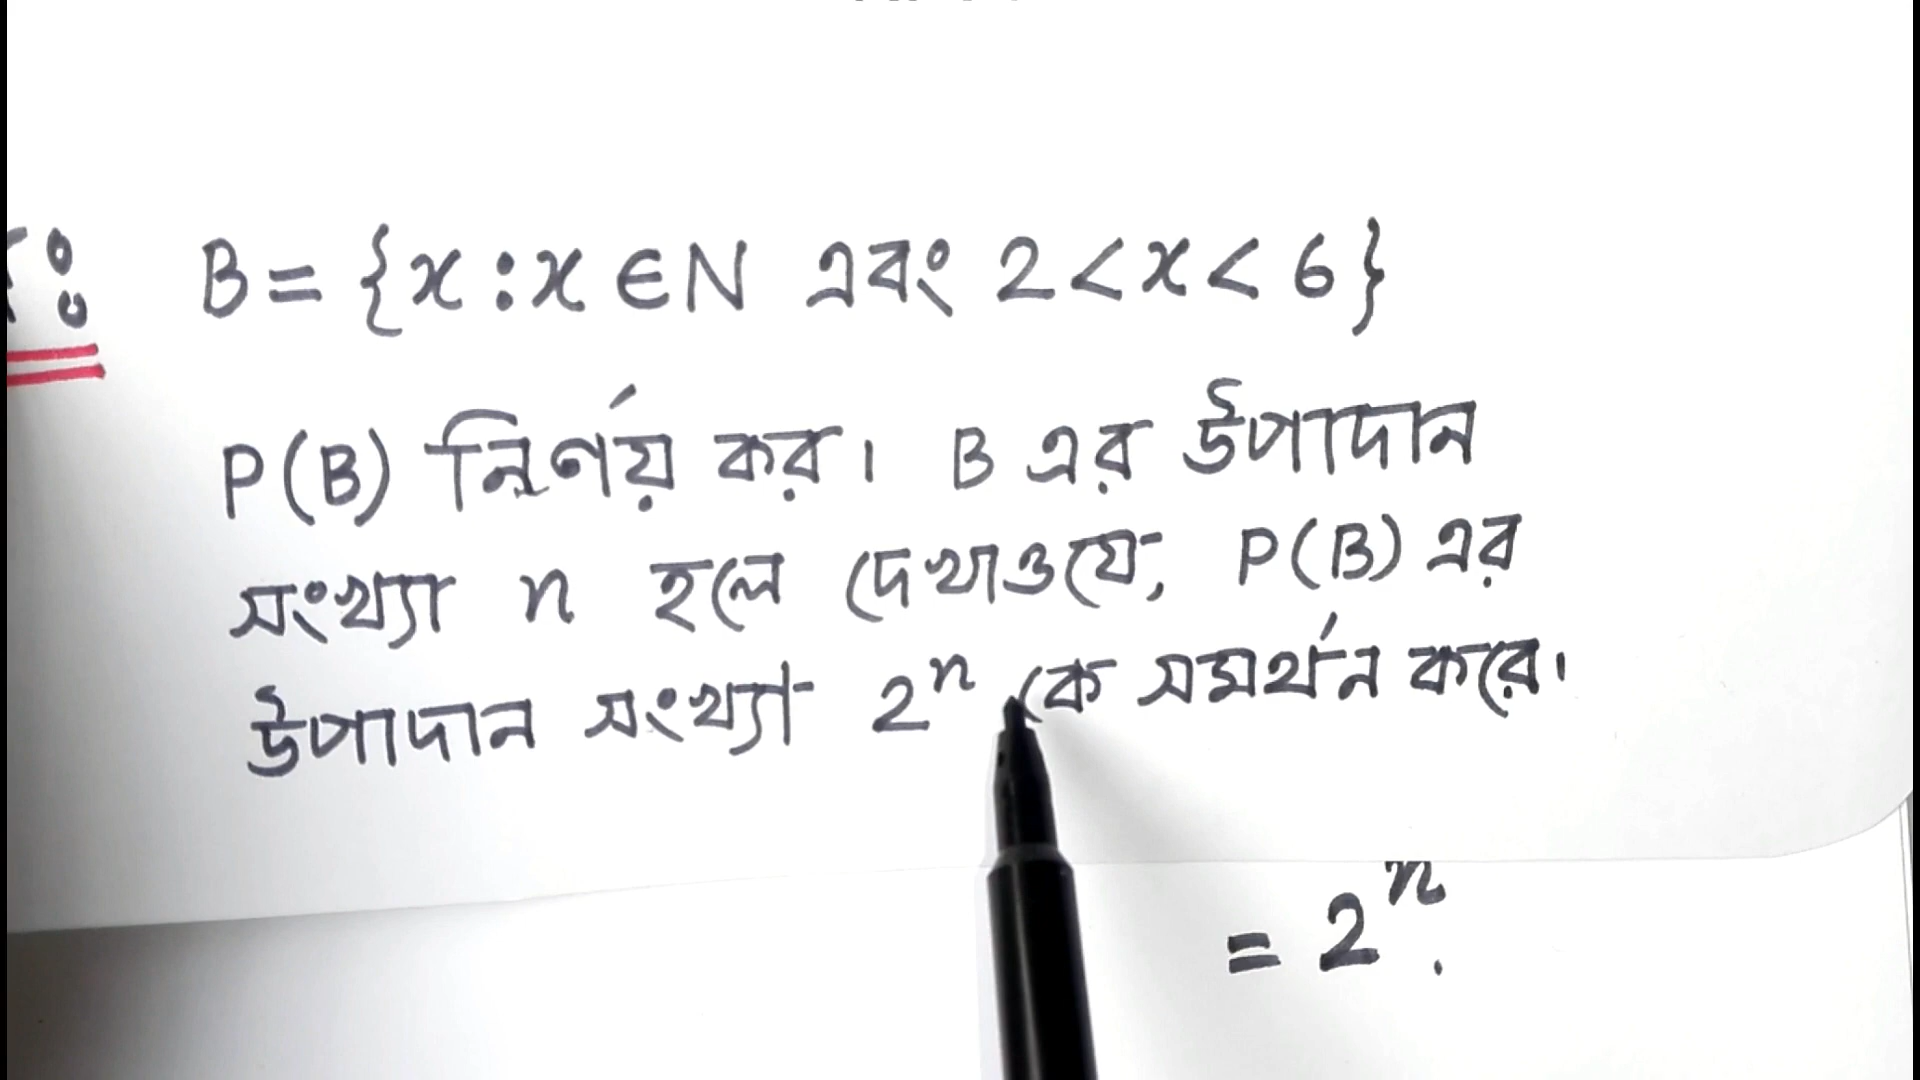 B = {x : x ∈ N এবং 2 < x < 6}
P(B) নির্ণয় কর। B এর উপাদান
সংখ্যা n হলে দেখাও যে, P(B) এর
উপাদান সংখ্যা 2ⁿ কে সমর্থন করে।
= 2ⁿ.